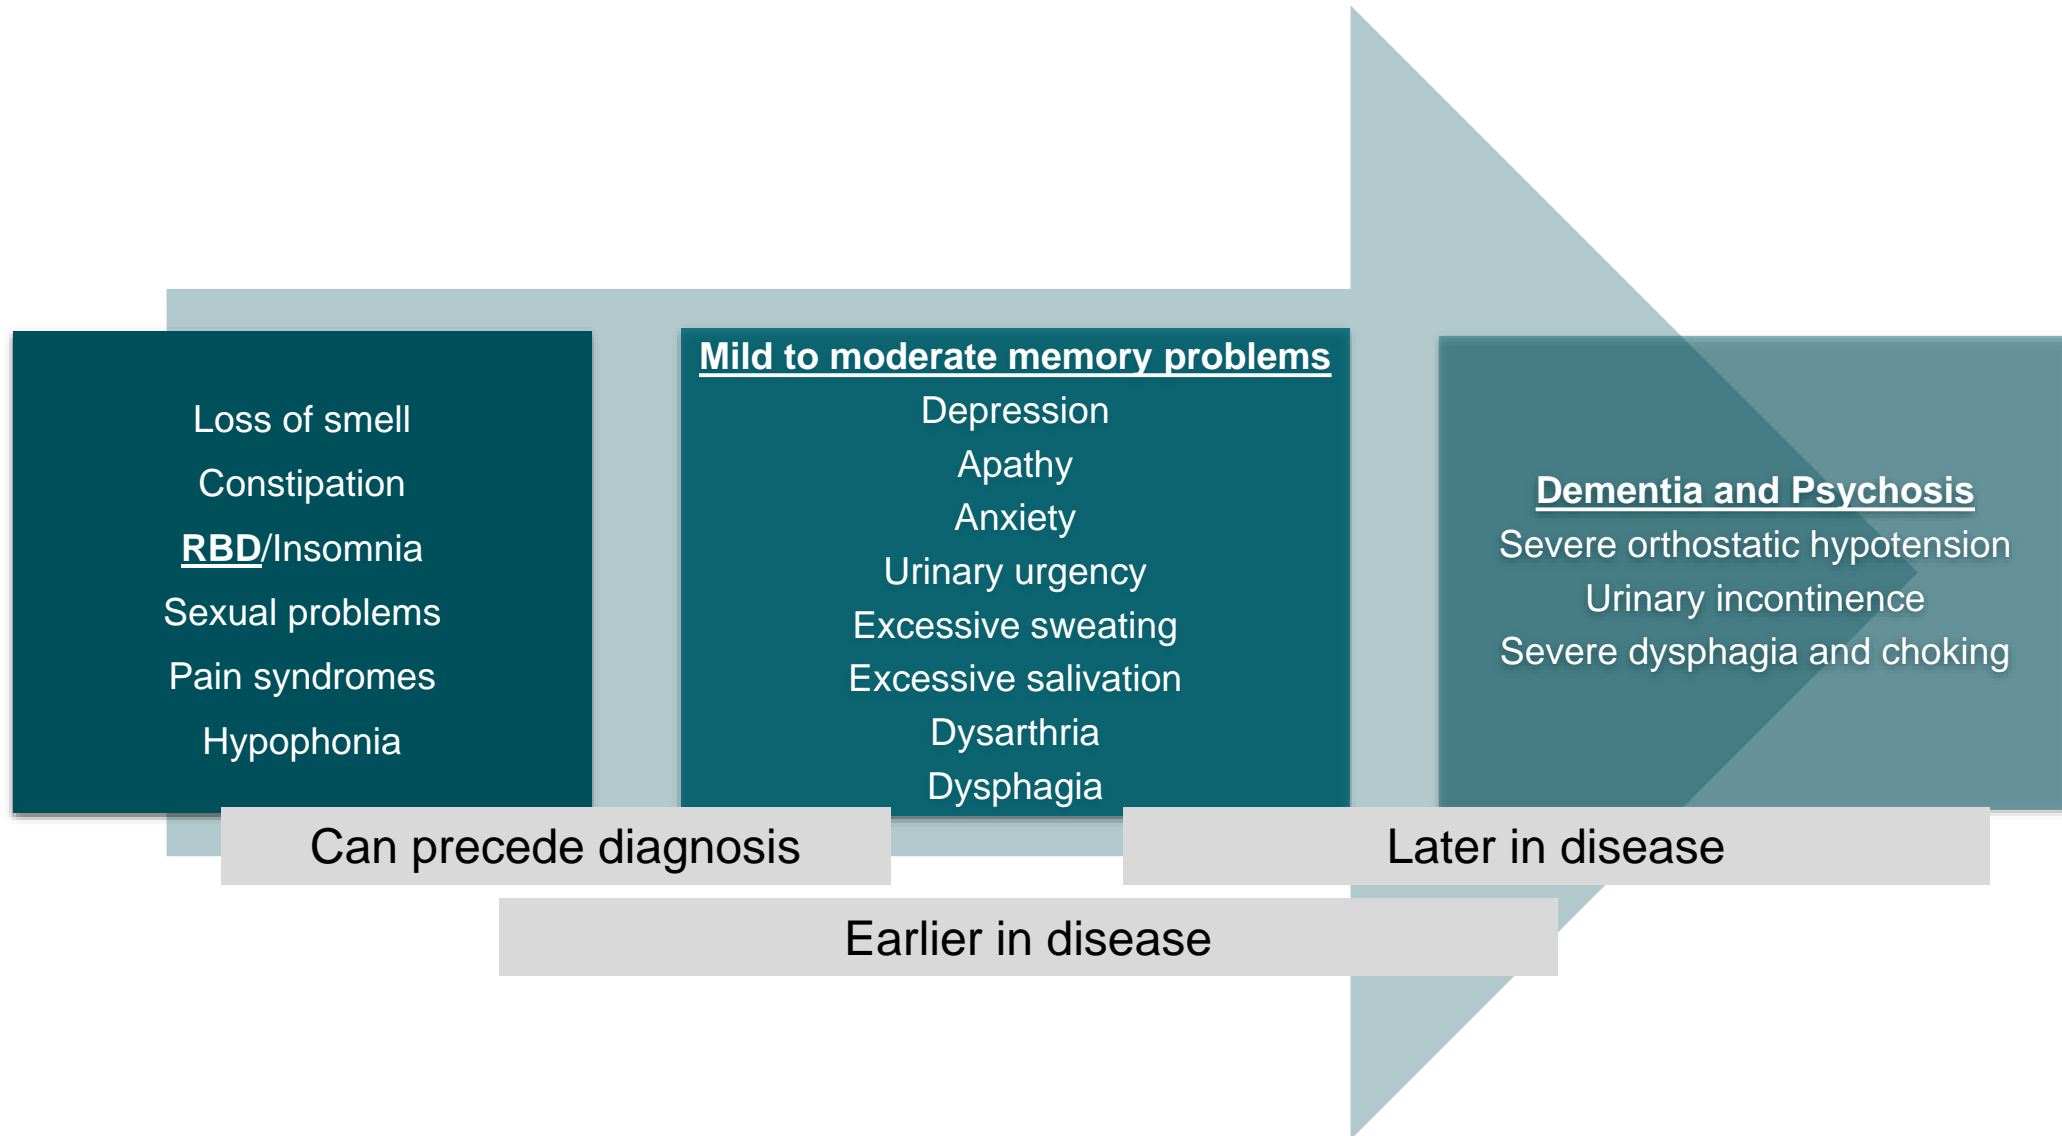 Loss of smell
Constipation
RBD/Insomnia
Sexual problems
Pain syndromes
Hypophonia
Mild to moderate memory problems
Depression
Apathy
Anxiety
Urinary urgency
Excessive sweating
Excessive salivation
Dysarthria
Dysphagia
Dementia and Psychosis
Severe orthostatic hypotension
Urinary incontinence
Severe dysphagia and choking
Can precede diagnosis
Later in disease
Earlier in disease